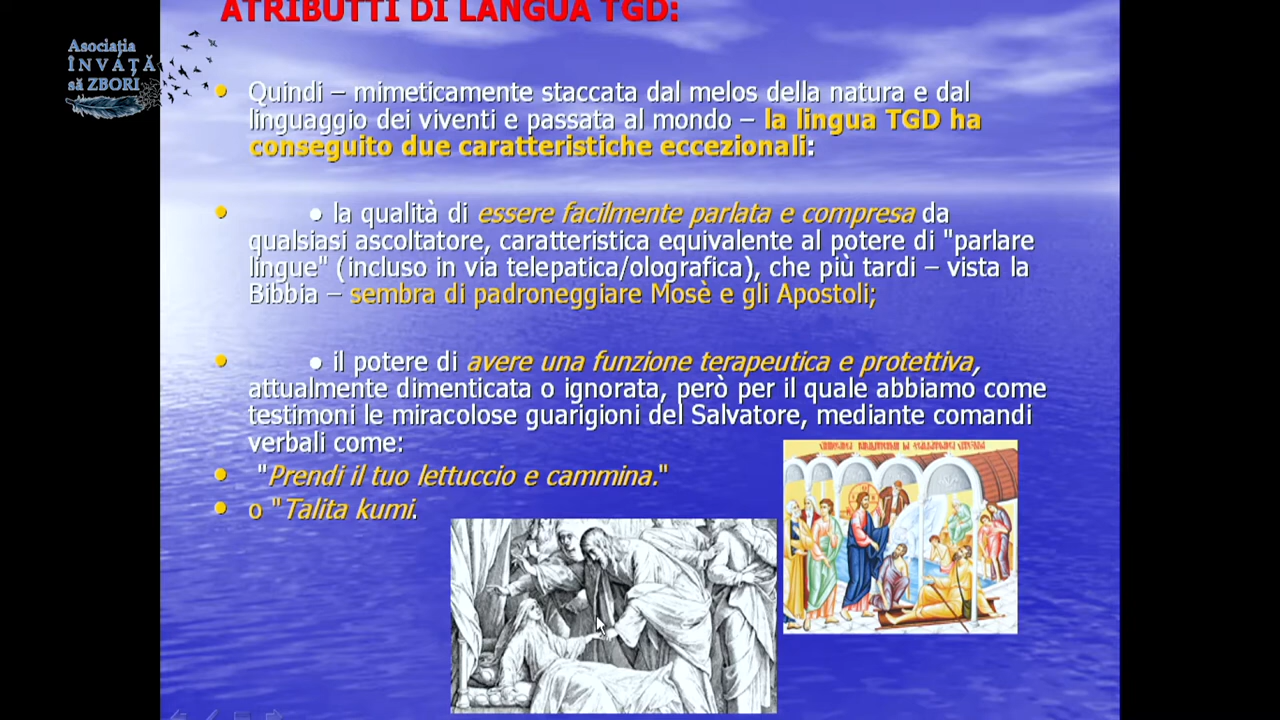 ATRIBUTTI DI LANGUA TGD:
Asociația
ÎNVAȚĂ
să ZBORI
Quindi – mimeticamente staccata dal melos della natura e dal
linguaggio dei viventi e passata al mondo – la lingua TGD ha
conseguito due caratteristiche eccezionali:
● la qualità di essere facilmente parlata e compresa da
qualsiasi ascoltatore, caratteristica equivalente al potere di "parlare
lingue" (incluso in via telepatica/olografica), che più tardi – vista la
Bibbia – sembra di padroneggiare Mosè e gli Apostoli;
● il potere di avere una funzione terapeutica e protettiva,
attualmente dimenticata o ignorata, però per il quale abbiamo come
testimoni le miracolose guarigioni del Salvatore, mediante comandi
verbali come:
"Prendi il tuo lettuccio e cammina."
o "Talita kumi.